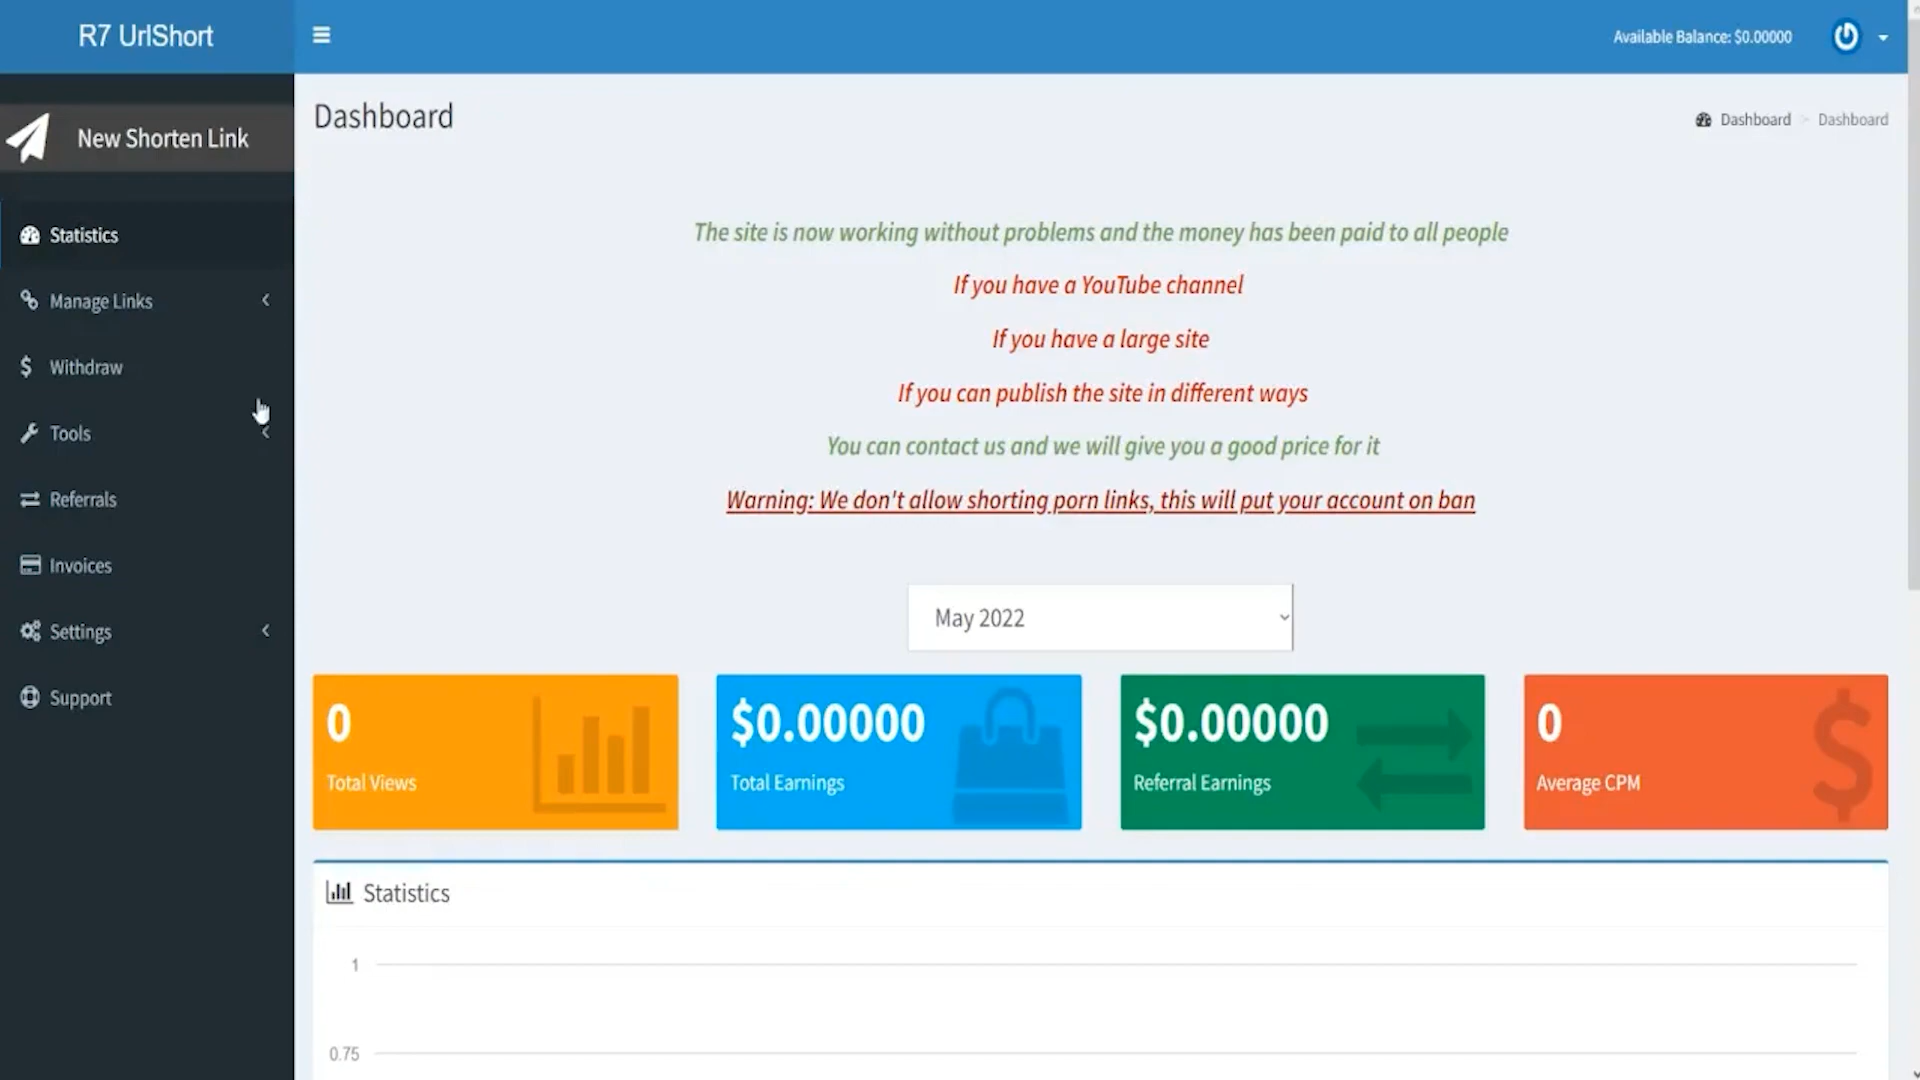 R7 UrlShort
Available Balance: $0.00000
New Shorten Link
Statistics
Manage Links
Withdraw
Tools
Referrals
Invoices
Settings
Support
Dashboard
Dashboard
Dashboard
The site is now working without problems and the money has been paid to all people
If you have a YouTube channel
If you have a large site
If you can publish the site in different ways
You can contact us and we will give you a good price for it
Warning: We don't allow shorting porn links, this will put your account on ban
May 2022
0
Total Views
$0.00000
Total Earnings
$0.00000
Referral Earnings
0
Average CPM
Statistics
1
0.75